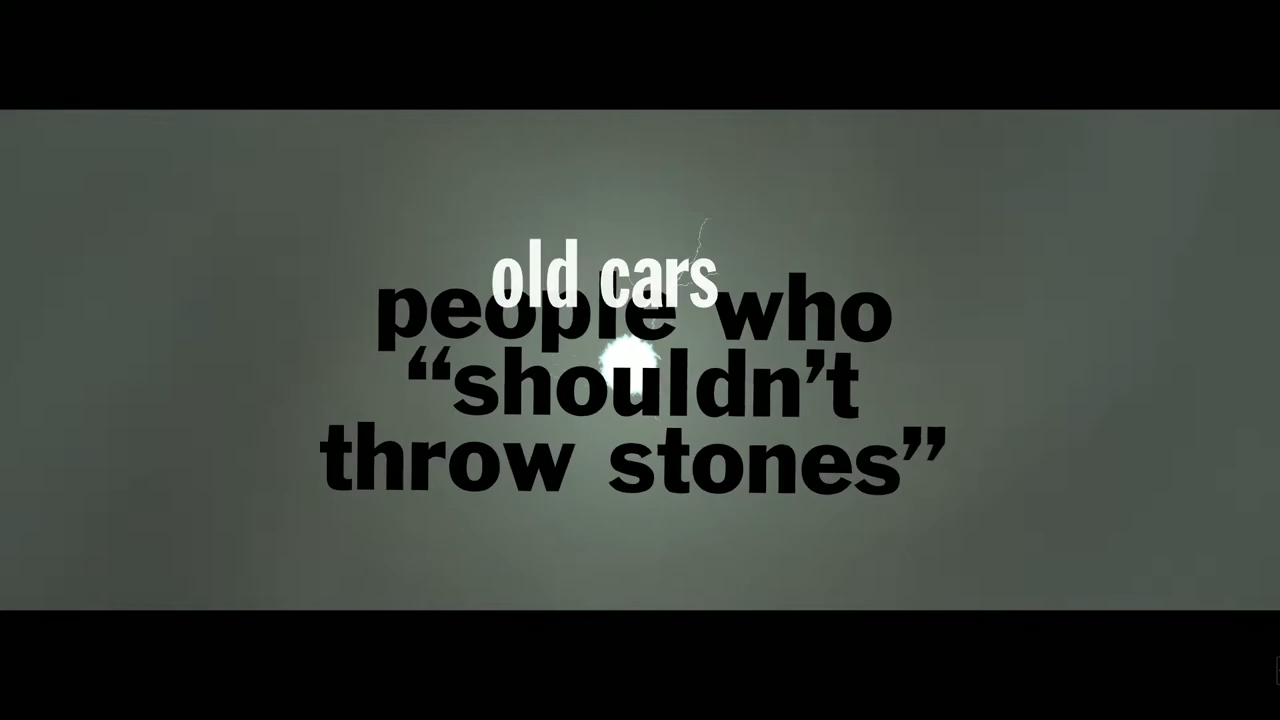 old cars
people who
“shouldn’t
throw stones”